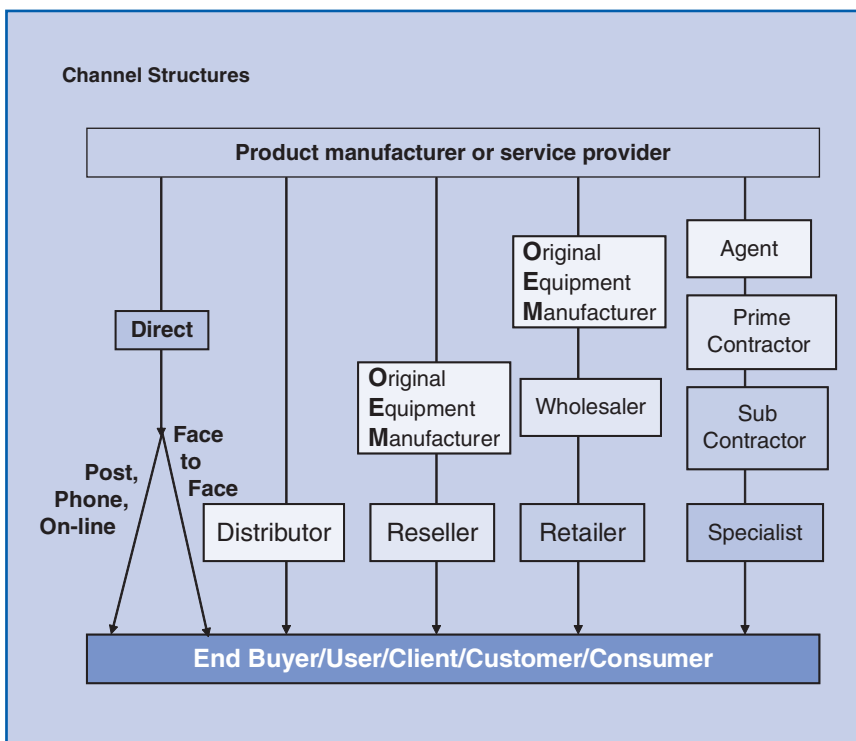 Channel Structures
Product manufacturer or service provider
Direct
Post,
Phone,
On-line
Face
to
Face
Distributor
Original
Equipment
Manufacturer
Reseller
Original
Equipment
Manufacturer
Wholesaler
Retailer
Agent
Prime
Contractor
Sub
Contractor
Specialist
End Buyer/User/Client/Customer/Consumer